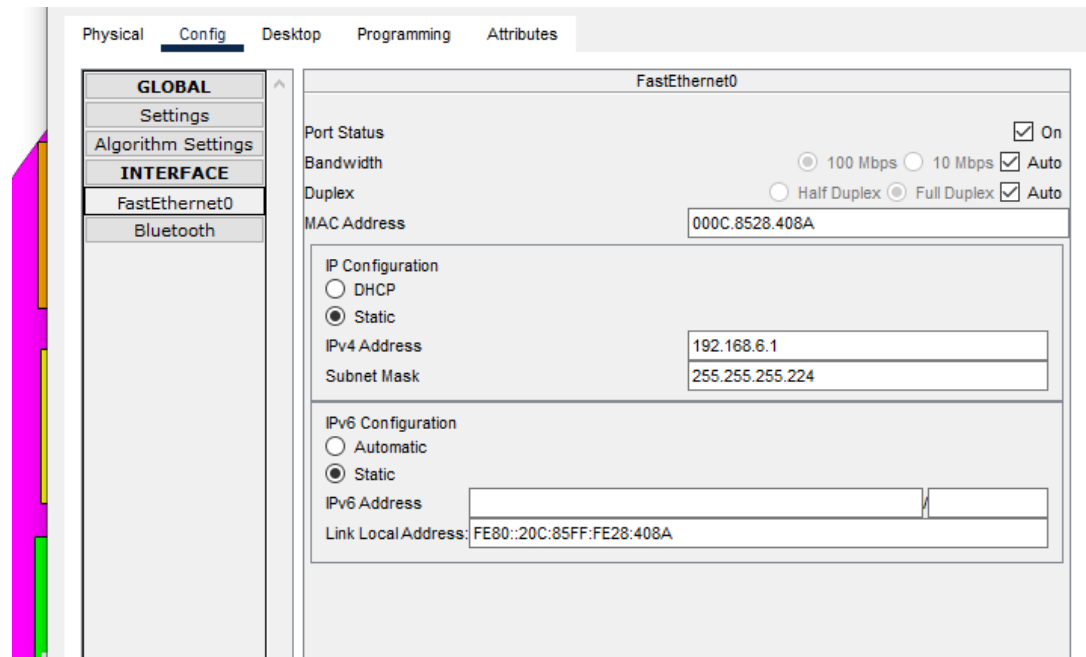 Physical Config Desktop Programming Attributes
GLOBAL
Settings
Algorithm Settings
INTERFACE
FastEthernet0
Bluetooth
FastEthernet0
Port Status On
Bandwidth 100 Mbps 10 Mbps Auto
Duplex Half Duplex Full Duplex Auto
MAC Address 000C.8528.408A
IP Configuration
DHCP
Static
IPv4 Address 192.168.6.1
Subnet Mask 255.255.255.224
IPv6 Configuration
Automatic
Static
IPv6 Address /
Link Local Address: FE80::20C:85FF:FE28:408A